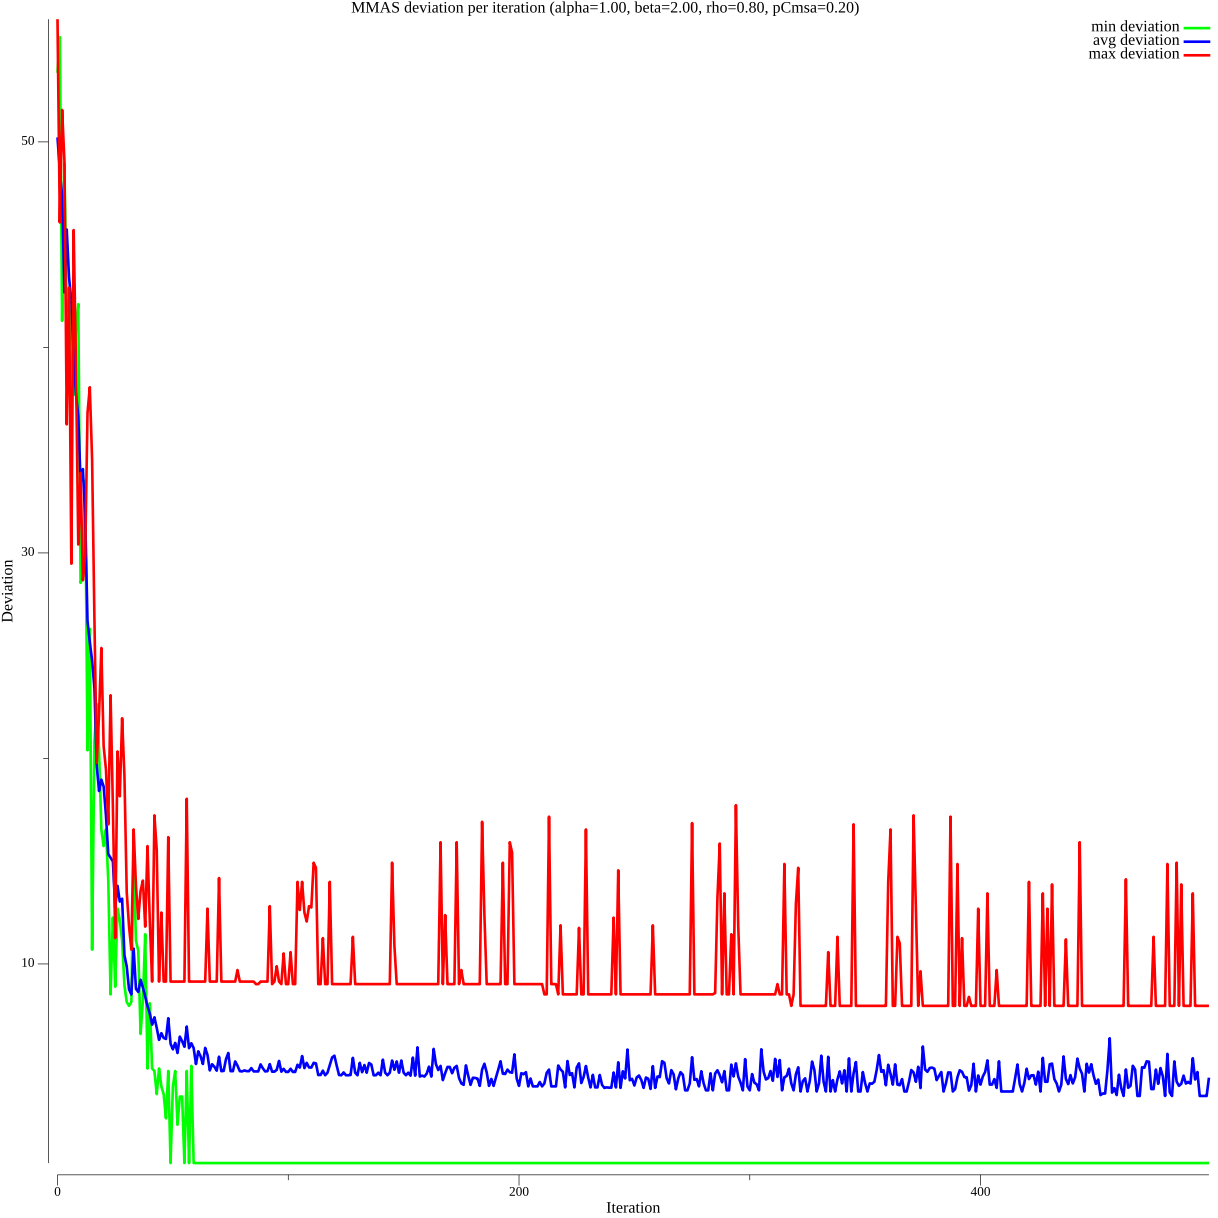 MMAS deviation per iteration (alpha=1.00, beta=2.00, rho=0.80, pCmsa=0.20)
min deviation
avg deviation
max deviation
50
30
10
Deviation
0
200
400
Iteration